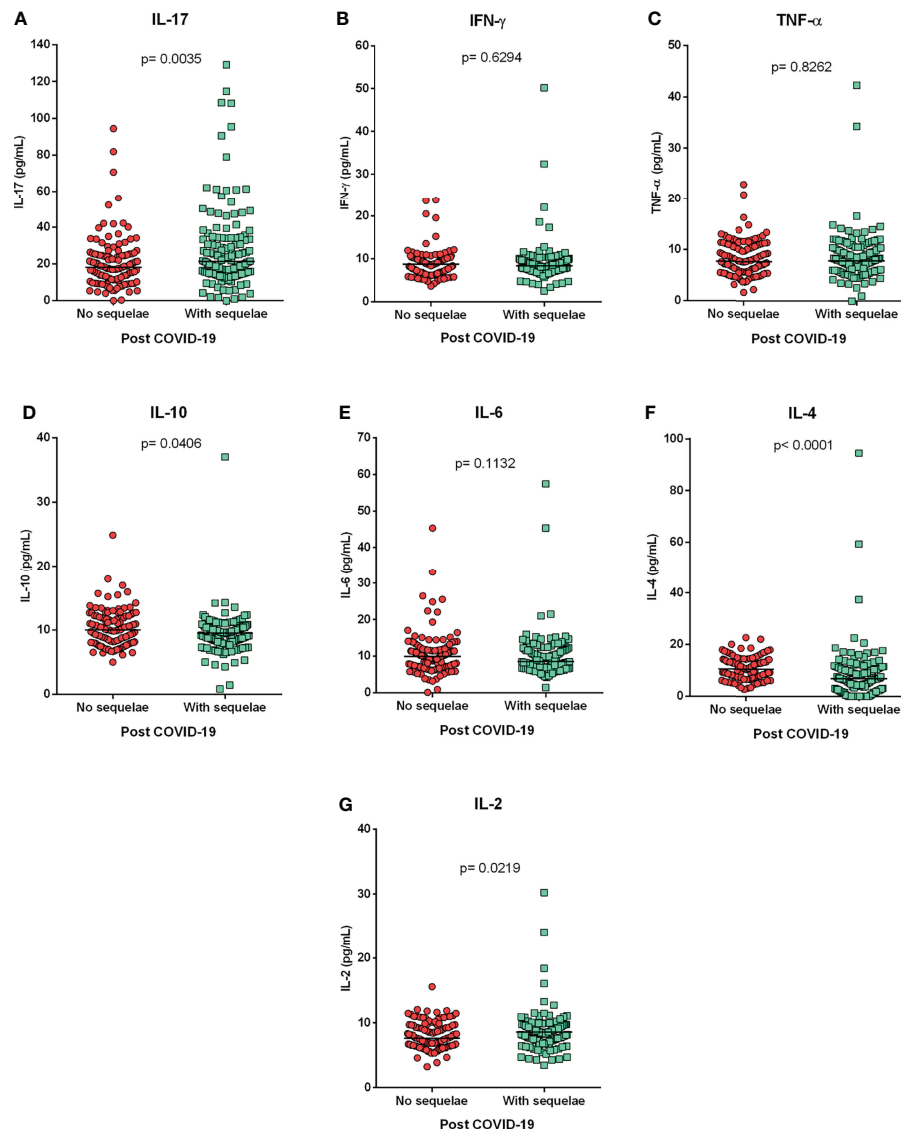 A
IL-17
p= 0.0035
IL-17 (pg/mL)
140
120
100
80
60
40
20
0
No sequelae
With sequelae
Post COVID-19
B
IFN-γ
p= 0.6294
IFN-γ (pg/mL)
60
50
40
30
20
10
0
No sequelae
With sequelae
Post COVID-19
C
TNF-α
p= 0.8262
TNF-α (pg/mL)
50
40
30
20
10
0
No sequelae
With sequelae
Post COVID-19
D
IL-10
p= 0.0406
IL-10 (pg/mL)
40
30
20
10
0
No sequelae
With sequelae
Post COVID-19
E
IL-6
p= 0.1132
IL-6 (pg/mL)
70
60
50
40
30
20
10
0
No sequelae
With sequelae
Post COVID-19
F
IL-4
p< 0.0001
IL-4 (pg/mL)
100
80
60
40
20
0
No sequelae
With sequelae
Post COVID-19
G
IL-2
p= 0.0219
IL-2 (pg/mL)
40
30
20
10
0
No sequelae
With sequelae
Post COVID-19